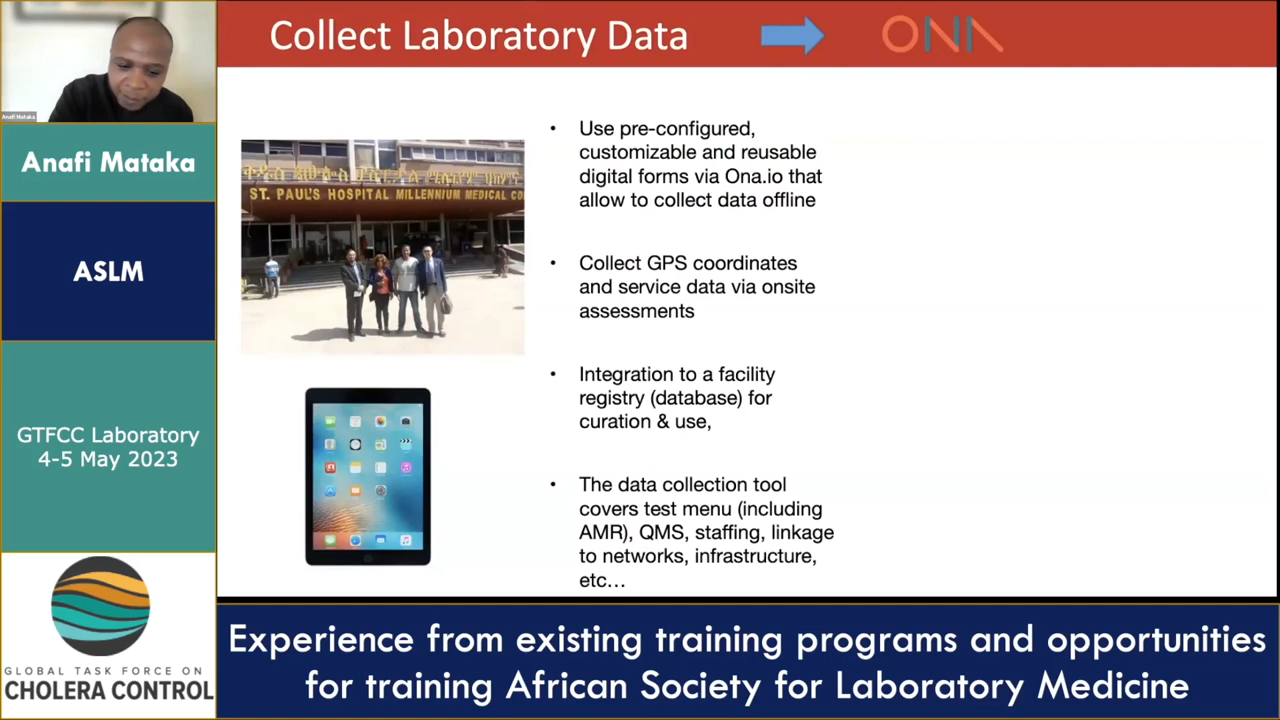 Collect Laboratory Data
ONA
Anafi Mataka
Anafi Mataka
ASLM
GTFCC Laboratory
4-5 May 2023
GLOBAL TASK FORCE ON
CHOLERA CONTROL
ST. PAUL'S HOSPITAL MILLENNIUM MEDICAL CO
• Use pre-configured,
customizable and reusable
digital forms via Ona.io that
allow to collect data offline
• Collect GPS coordinates
and service data via onsite
assessments
• Integration to a facility
registry (database) for
curation & use,
• The data collection tool
covers test menu (including
AMR), QMS, staffing, linkage
to networks, infrastructure,
etc...
Experience from existing training programs and opportunities
for training African Society for Laboratory Medicine